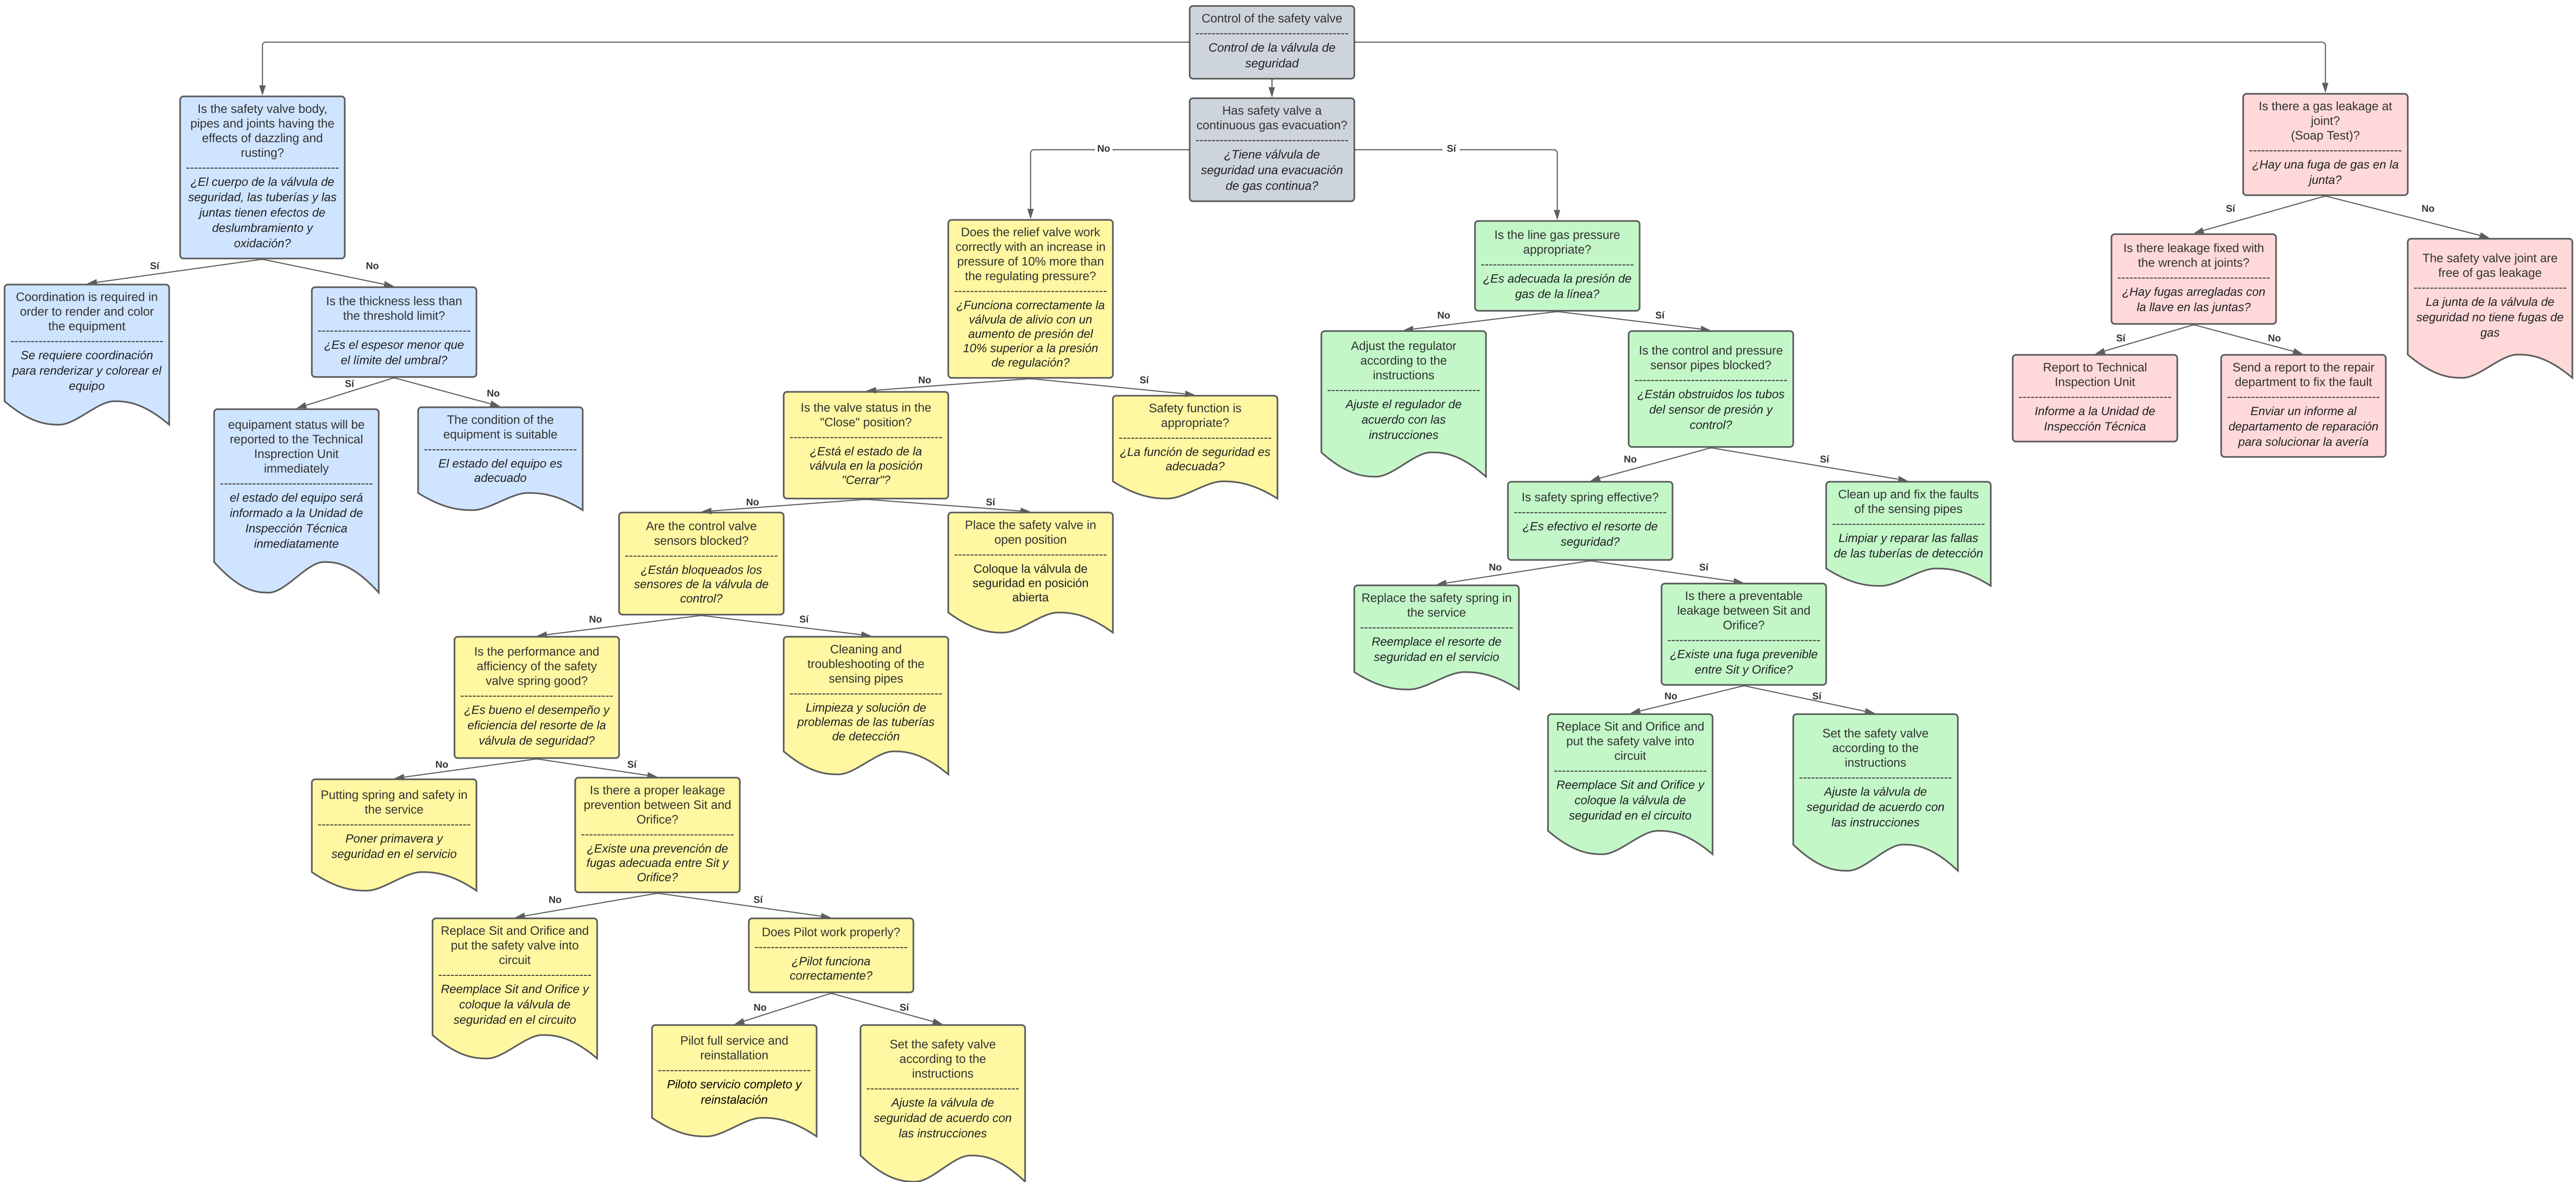 Control of the safety valve
Control de la válvula de
seguridad
Is the safety valve body,
pipes and joints having the
effects of dazzling and
rusting?
¿El cuerpo de la válvula de
seguridad, las tuberías y las
juntas tienen efectos de
deslumbramiento y
oxidación?
Has safety valve a
continuous gas evacuation?
¿Tiene válvula de
seguridad una evacuación
de gas continua?
Is there a gas leakage at
joint?
(Soap Test)?
¿Hay una fuga de gas en la
junta?
Sí
No
Coordination is required in
order to render and color
the equipment
Se requiere coordinación
para renderizar y colorear el
equipo
Is the thickness less than
the threshold limit?
¿Es el espesor menor que
el límite del umbral?
Sí
No
equipament status will be
reported to the Technical
Insprection Unit
immediately
el estado del equipo será
informado a la Unidad de
Inspección Técnica
inmediatamente
The condition of the
equipment is suitable
El estado del equipo es
adecuado
No
Sí
Does the relief valve work
correctly with an increase in
pressure of 10% more than
the regulating pressure?
¿Funciona correctamente la
válvula de alivio con un
aumento de presión del
10% superior a la presión
de regulación?
No
Sí
Is the valve status in the
"Close" position?
¿Está el estado de la
válvula en la posición
"Cerrar"?
Safety function is
appropriate?
¿La función de seguridad es
adecuada?
No
Sí
Are the control valve
sensors blocked?
¿Están bloqueados los
sensores de la válvula de
control?
Place the safety valve in
open position
Coloque la válvula de
seguridad en posición
abierta
No
Sí
Is the performance and
afficiency of the safety
valve spring good?
¿Es bueno el desempeño y
eficiencia del resorte de la
válvula de seguridad?
Cleaning and
troubleshooting of the
sensing pipes
Limpieza y solución de
problemas de las tuberías
de detección
No
Sí
Putting spring and safety in
the service
Poner primavera y
seguridad en el servicio
Is there a proper leakage
prevention between Sit and
Orifice?
¿Existe una prevención de
fugas adecuada entre Sit y
Orifice?
No
Sí
Replace Sit and Orifice and
put the safety valve into
circuit
Reemplace Sit and Orifice y
coloque la válvula de
seguridad en el circuito
Does Pilot work properly?
¿Pilot funciona
correctamente?
No
Sí
Pilot full service and
reinstallation
Piloto servicio completo y
reinstalación
Set the safety valve
according to the
instructions
Ajuste la válvula de
seguridad de acuerdo con
las instrucciones
Is the line gas pressure
appropriate?
¿Es adecuada la presión de
gas de la línea?
No
Sí
Adjust the regulator
according to the
instructions
Ajuste el regulador de
acuerdo con las
instrucciones
Is the control and pressure
sensor pipes blocked?
¿Están obstruidos los tubos
del sensor de presión y
control?
No
Sí
Is safety spring effective?
¿Es efectivo el resorte de
seguridad?
Clean up and fix the faults
of the sensing pipes
Limpiar y reparar las fallas
de las tuberías de detección
No
Sí
Replace the safety spring in
the service
Reemplace el resorte de
seguridad en el servicio
Is there a preventable
leakage between Sit and
Orifice?
¿Existe una fuga prevenible
entre Sit y Orifice?
No
Sí
Replace Sit and Orifice and
put the safety valve into
circuit
Reemplace Sit and Orifice y
coloque la válvula de
seguridad en el circuito
Set the safety valve
according to the
instructions
Ajuste la válvula de
seguridad de acuerdo con
las instrucciones
Sí
No
Is there leakage fixed with
the wrench at joints?
¿Hay fugas arregladas con
la llave en las juntas?
The safety valve joint are
free of gas leakage
La junta de la válvula de
seguridad no tiene fugas de
gas
Sí
No
Report to Technical
Inspection Unit
Informe a la Unidad de
Inspección Técnica
Send a report to the repair
department to fix the fault
Enviar un informe al
departamento de reparación
para solucionar la avería